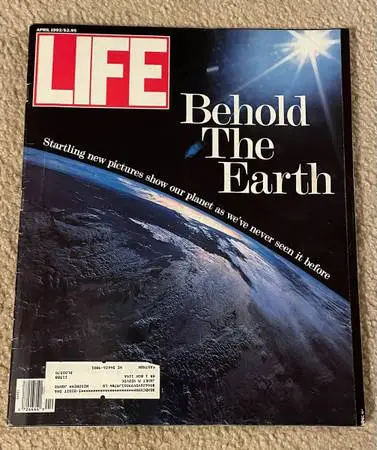 APRIL 1992/$2.95
LIFE
Behold
The
Earth
Startling new pictures show our planet as we've never seen it before